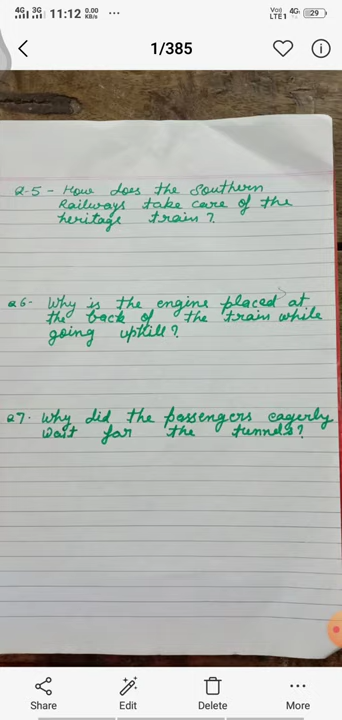 4G 3G 11:12 0.00 KB/s ... Vo) LTE1 4G 29
1/385
Q-5 - How does the Southern
Railways take care of the
heritage train?
Q6- Why is the engine placed at
the back of the train while
going uphill?
Q7. Why did the passengers eagerly
wait for the tunnels?
Share Edit Delete More